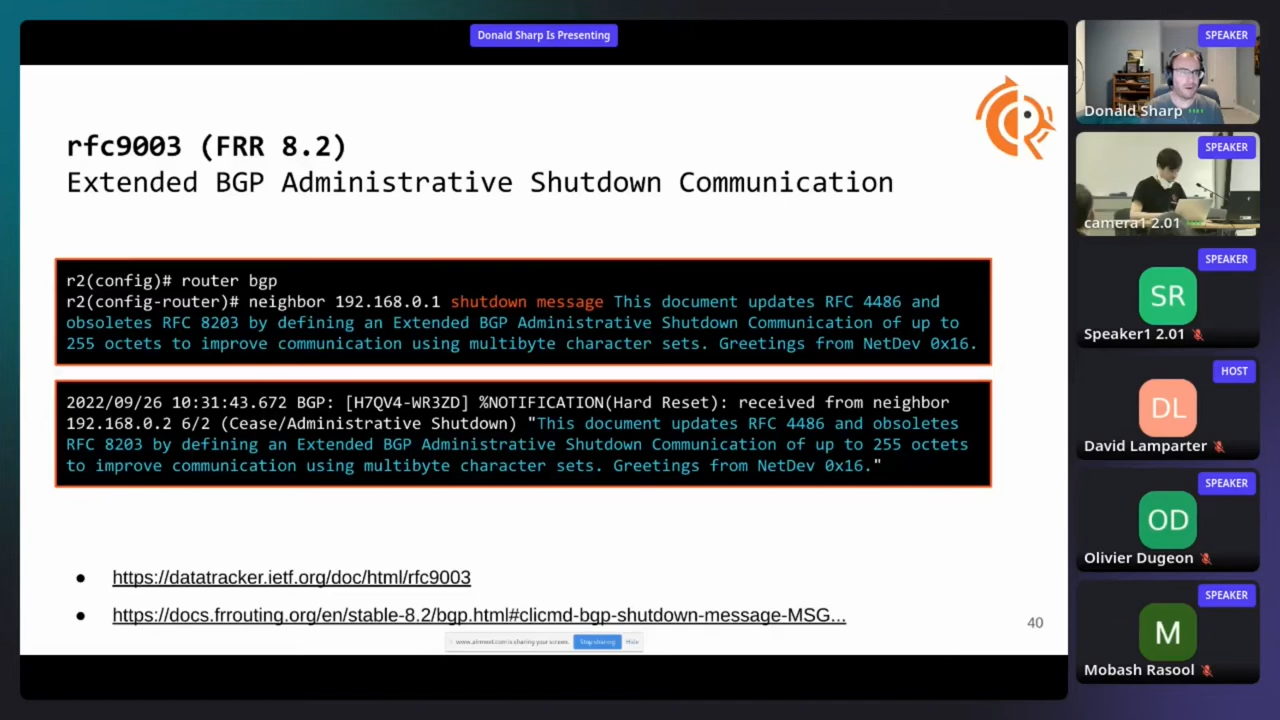 Donald Sharp Is Presenting
rfc9003 (FRR 8.2)
Extended BGP Administrative Shutdown Communication
r2(config)# router bgp
r2(config-router)# neighbor 192.168.0.1 shutdown message This document updates RFC 4486 and
obsoletes RFC 8203 by defining an Extended BGP Administrative Shutdown Communication of up to
255 octets to improve communication using multibyte character sets. Greetings from NetDev 0x16.
2022/09/26 10:31:43.672 BGP: [H7QV4-WR3ZD] %NOTIFICATION(Hard Reset): received from neighbor
192.168.0.2 6/2 (Cease/Administrative Shutdown) "This document updates RFC 4486 and obsoletes
RFC 8203 by defining an Extended BGP Administrative Shutdown Communication of up to 255 octets
to improve communication using multibyte character sets. Greetings from NetDev 0x16."
● https://datatracker.ietf.org/doc/html/rfc9003
● https://docs.frrouting.org/en/stable-8.2/bgp.html#clicmd-bgp-shutdown-message-MSG...
40
www.airmeet.com is sharing your screen. Stop sharing Hide
SPEAKER
Donald Sharp
SPEAKER
camera1 2.01
SPEAKER
SR
Speaker1 2.01
HOST
DL
David Lamparter
SPEAKER
OD
Olivier Dugeon
SPEAKER
M
Mobash Rasool